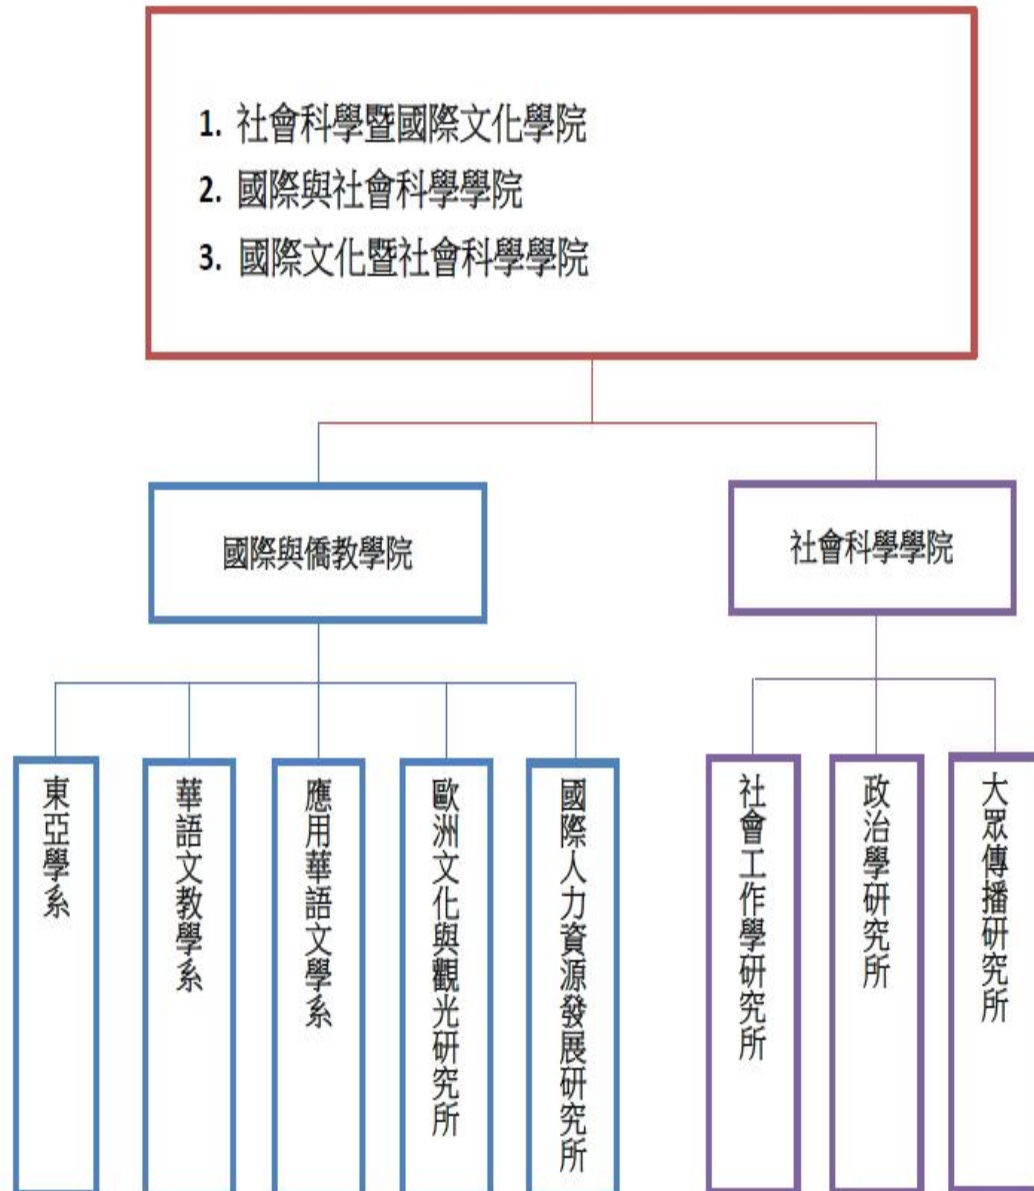 1. 社會科學暨國際文化學院
2. 國際與社會科學學院
3. 國際文化暨社會科學學院
國際與僑教學院
社會科學學院
東亞學系
華語文教學系
應用華語文學系
歐洲文化與觀光研究所
國際人力資源發展研究所
社會工作學研究所
政治學研究所
大眾傳播研究所